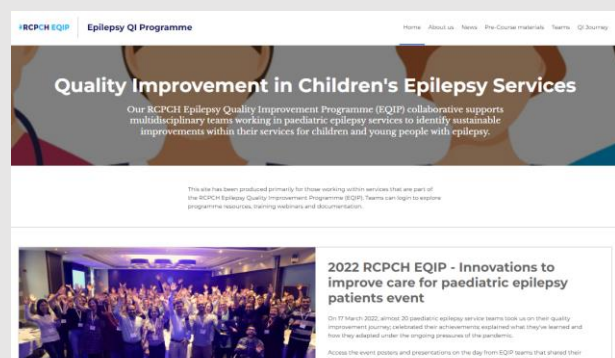 RCPCH EQIP Epilepsy QI Programme
Home About us News Pre-Course materials Teams QI Journey
Quality Improvement in Children's Epilepsy Services
Our RCPCH Epilepsy Quality Improvement Programme (EQIP) collaborative supports
multidisciplinary teams working in paediatric epilepsy services to identify sustainable
improvements within their services for children and young people with epilepsy.
This site has been produced primarily for those working within services that are part of
the RCPCH Epilepsy Quality Improvement Programme (EQIP). Teams can login to explore
programme resources, training webinars and documentation.
2022 RCPCH EQIP - Innovations to
improve care for paediatric epilepsy
patients event
On 17 March 2022, almost 20 paediatric epilepsy service teams took us on their quality
improvement journey; celebrated their achievements; explained what they've learned and
how they adapted under the ongoing pressures of the pandemic.
Access the event posters and presentations on the day from EQIP teams that shared their